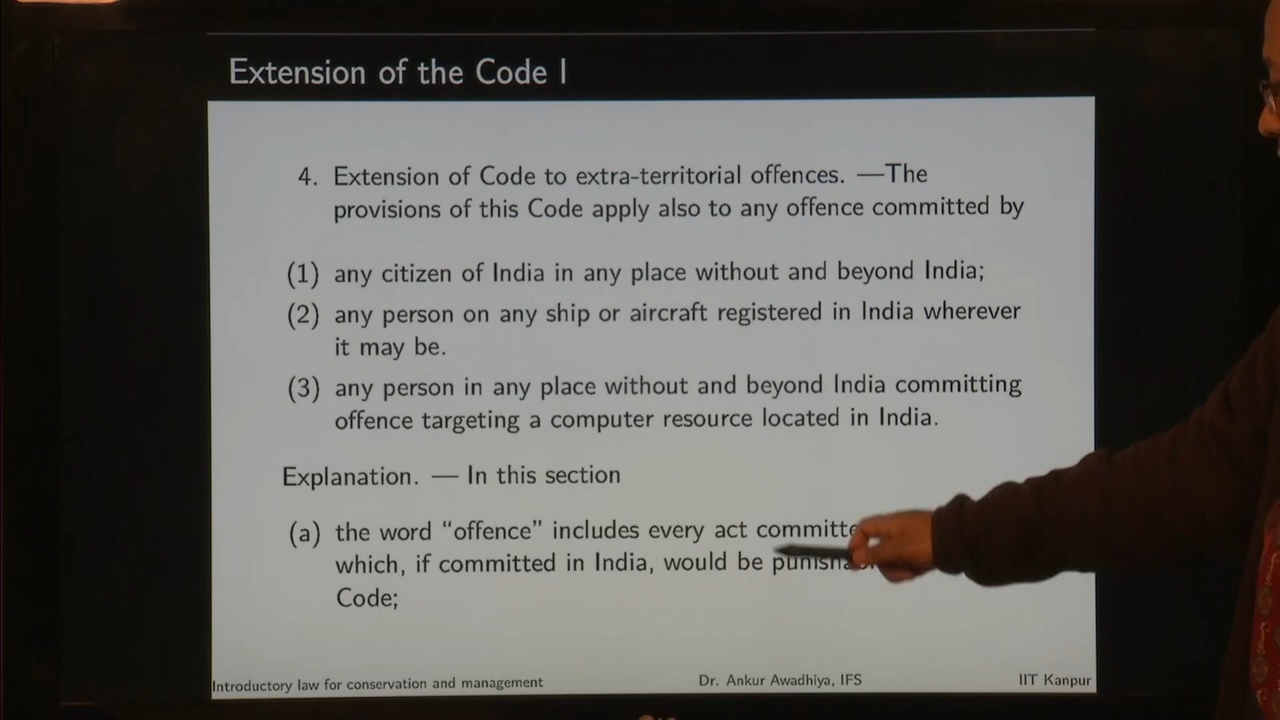 Extension of the Code I
4. Extension of Code to extra-territorial offences. —The
provisions of this Code apply also to any offence committed by
(1) any citizen of India in any place without and beyond India;
(2) any person on any ship or aircraft registered in India wherever
it may be.
(3) any person in any place without and beyond India committing
offence targeting a computer resource located in India.
Explanation. — In this section
(a) the word “offence” includes every act
which, if committed in India, would be
Code;
Introductory law for conservation and management
Dr. Ankur Awadhiya, IFS
IIT Kanpur